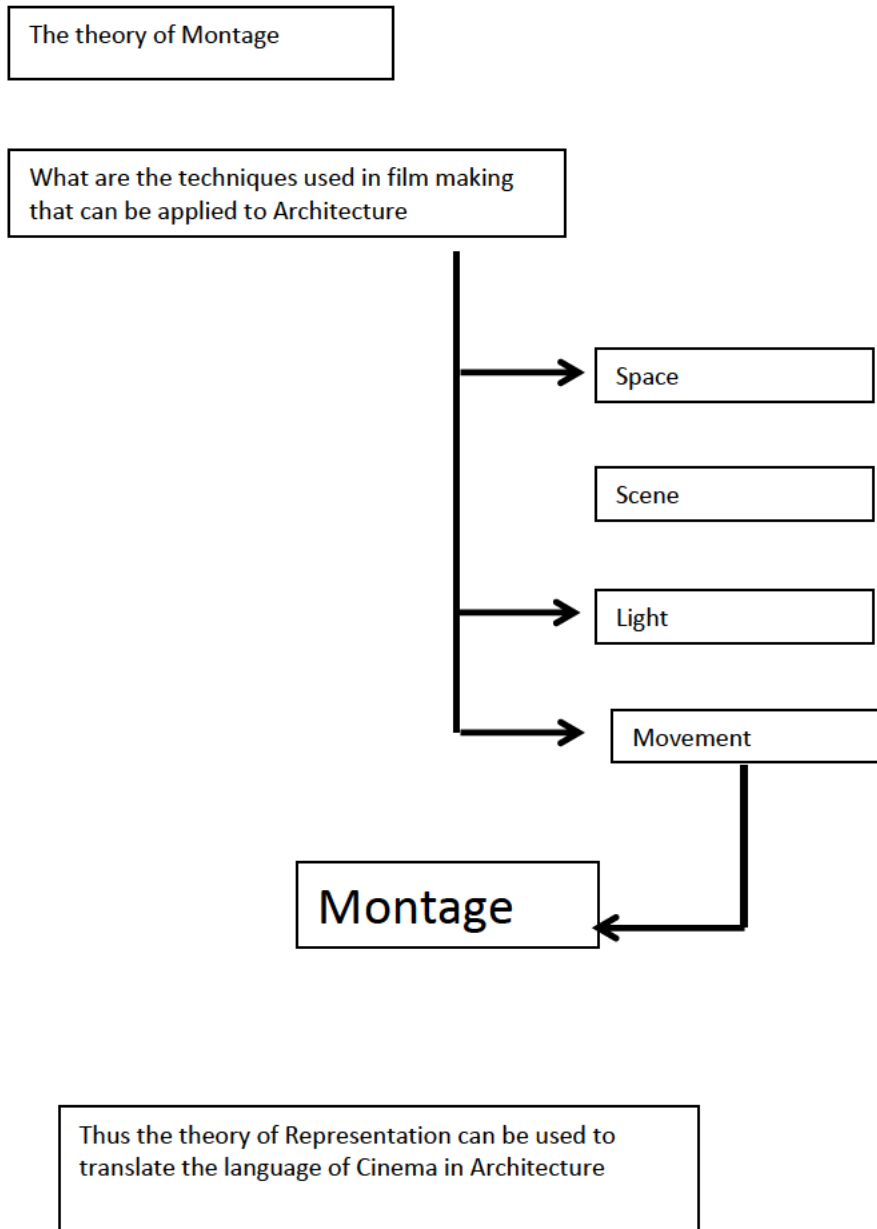 The theory of Montage
What are the techniques used in film making
that can be applied to Architecture
Space
Scene
Light
Movement
Montage
Thus the theory of Representation can be used to
translate the language of Cinema in Architecture